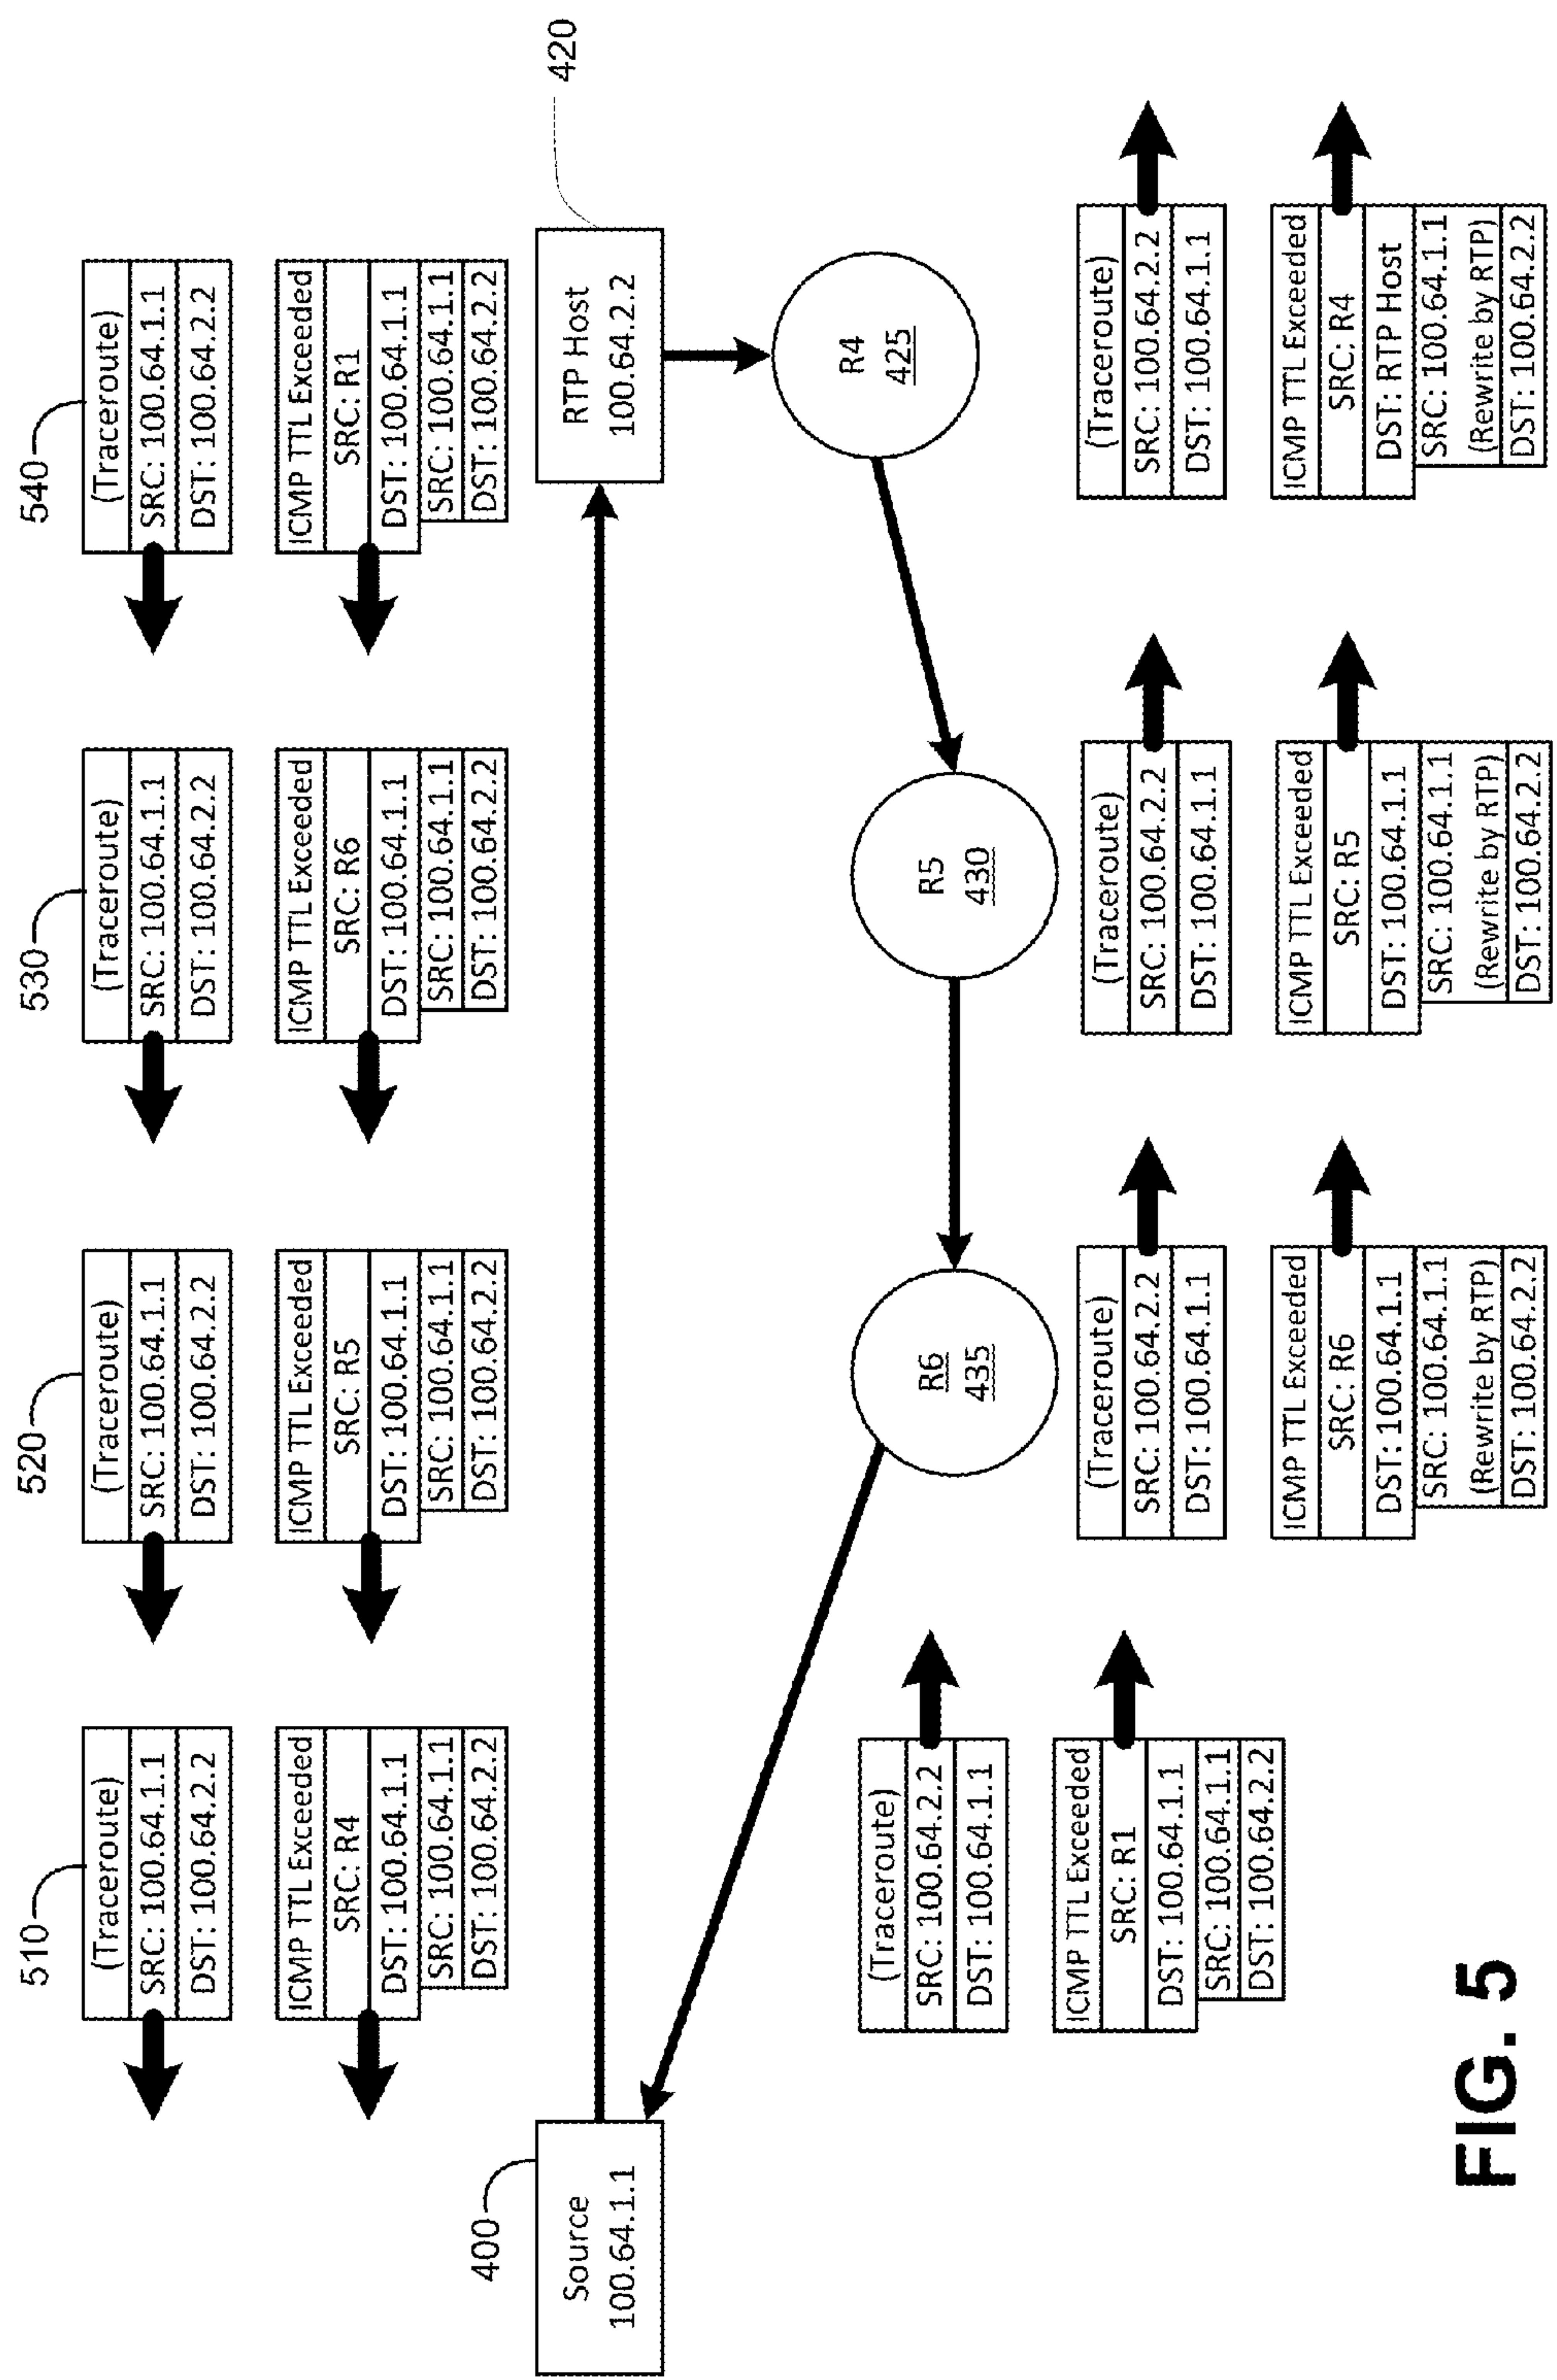 510
(Traceroute)
SRC: 100.64.1.1
DST: 100.64.2.2
ICMP TTL Exceeded
SRC: R4
DST: 100.64.1.1
SRC: 100.64.1.1
DST: 100.64.2.2
520
(Traceroute)
SRC: 100.64.1.1
DST: 100.64.2.2
ICMP TTL Exceeded
SRC: R5
DST: 100.64.1.1
SRC: 100.64.1.1
DST: 100.64.2.2
530
(Traceroute)
SRC: 100.64.1.1
DST: 100.64.2.2
ICMP TTL Exceeded
SRC: R6
DST: 100.64.1.1
SRC: 100.64.1.1
DST: 100.64.2.2
540
(Traceroute)
SRC: 100.64.1.1
DST: 100.64.2.2
ICMP TTL Exceeded
SRC: R1
DST: 100.64.1.1
SRC: 100.64.1.1
DST: 100.64.2.2
400
Source
100.64.1.1
RTP Host
100.64.2.2
420
R6
435
R5
430
R4
425
(Traceroute)
SRC: 100.64.2.2
DST: 100.64.1.1
ICMP TTL Exceeded
SRC: R1
DST: 100.64.1.1
SRC: 100.64.1.1
DST: 100.64.2.2
(Traceroute)
SRC: 100.64.2.2
DST: 100.64.1.1
ICMP TTL Exceeded
SRC: R6
DST: 100.64.1.1
SRC: 100.64.1.1
(Rewrite by RTP)
DST: 100.64.2.2
(Traceroute)
SRC: 100.64.2.2
DST: 100.64.1.1
ICMP TTL Exceeded
SRC: R5
DST: 100.64.1.1
SRC: 100.64.1.1
(Rewrite by RTP)
DST: 100.64.2.2
(Traceroute)
SRC: 100.64.2.2
DST: 100.64.1.1
ICMP TTL Exceeded
SRC: R4
DST: RTP Host
SRC: 100.64.1.1
(Rewrite by RTP)
DST: 100.64.2.2
FIG. 5